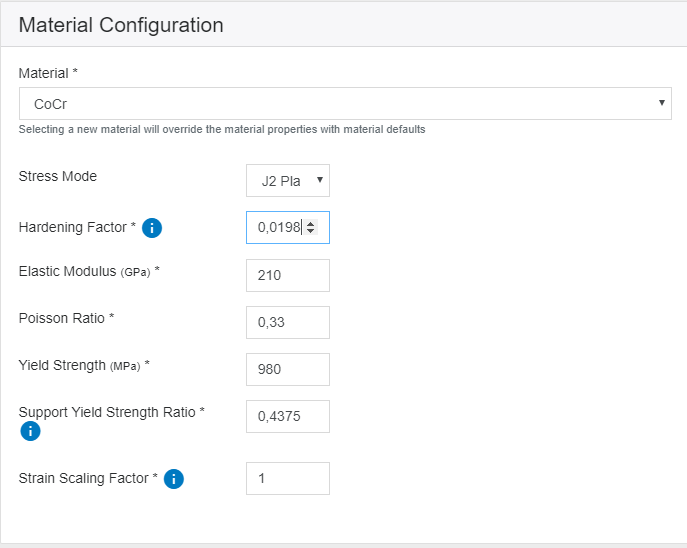 Material Configuration
Material *
CoCr
Selecting a new material will override the material properties with material defaults
Stress Mode
J2 Pla
Hardening Factor *
0,0198
Elastic Modulus (GPa) *
210
Poisson Ratio *
0,33
Yield Strength (MPa) *
980
Support Yield Strength Ratio *
0,4375
Strain Scaling Factor *
1